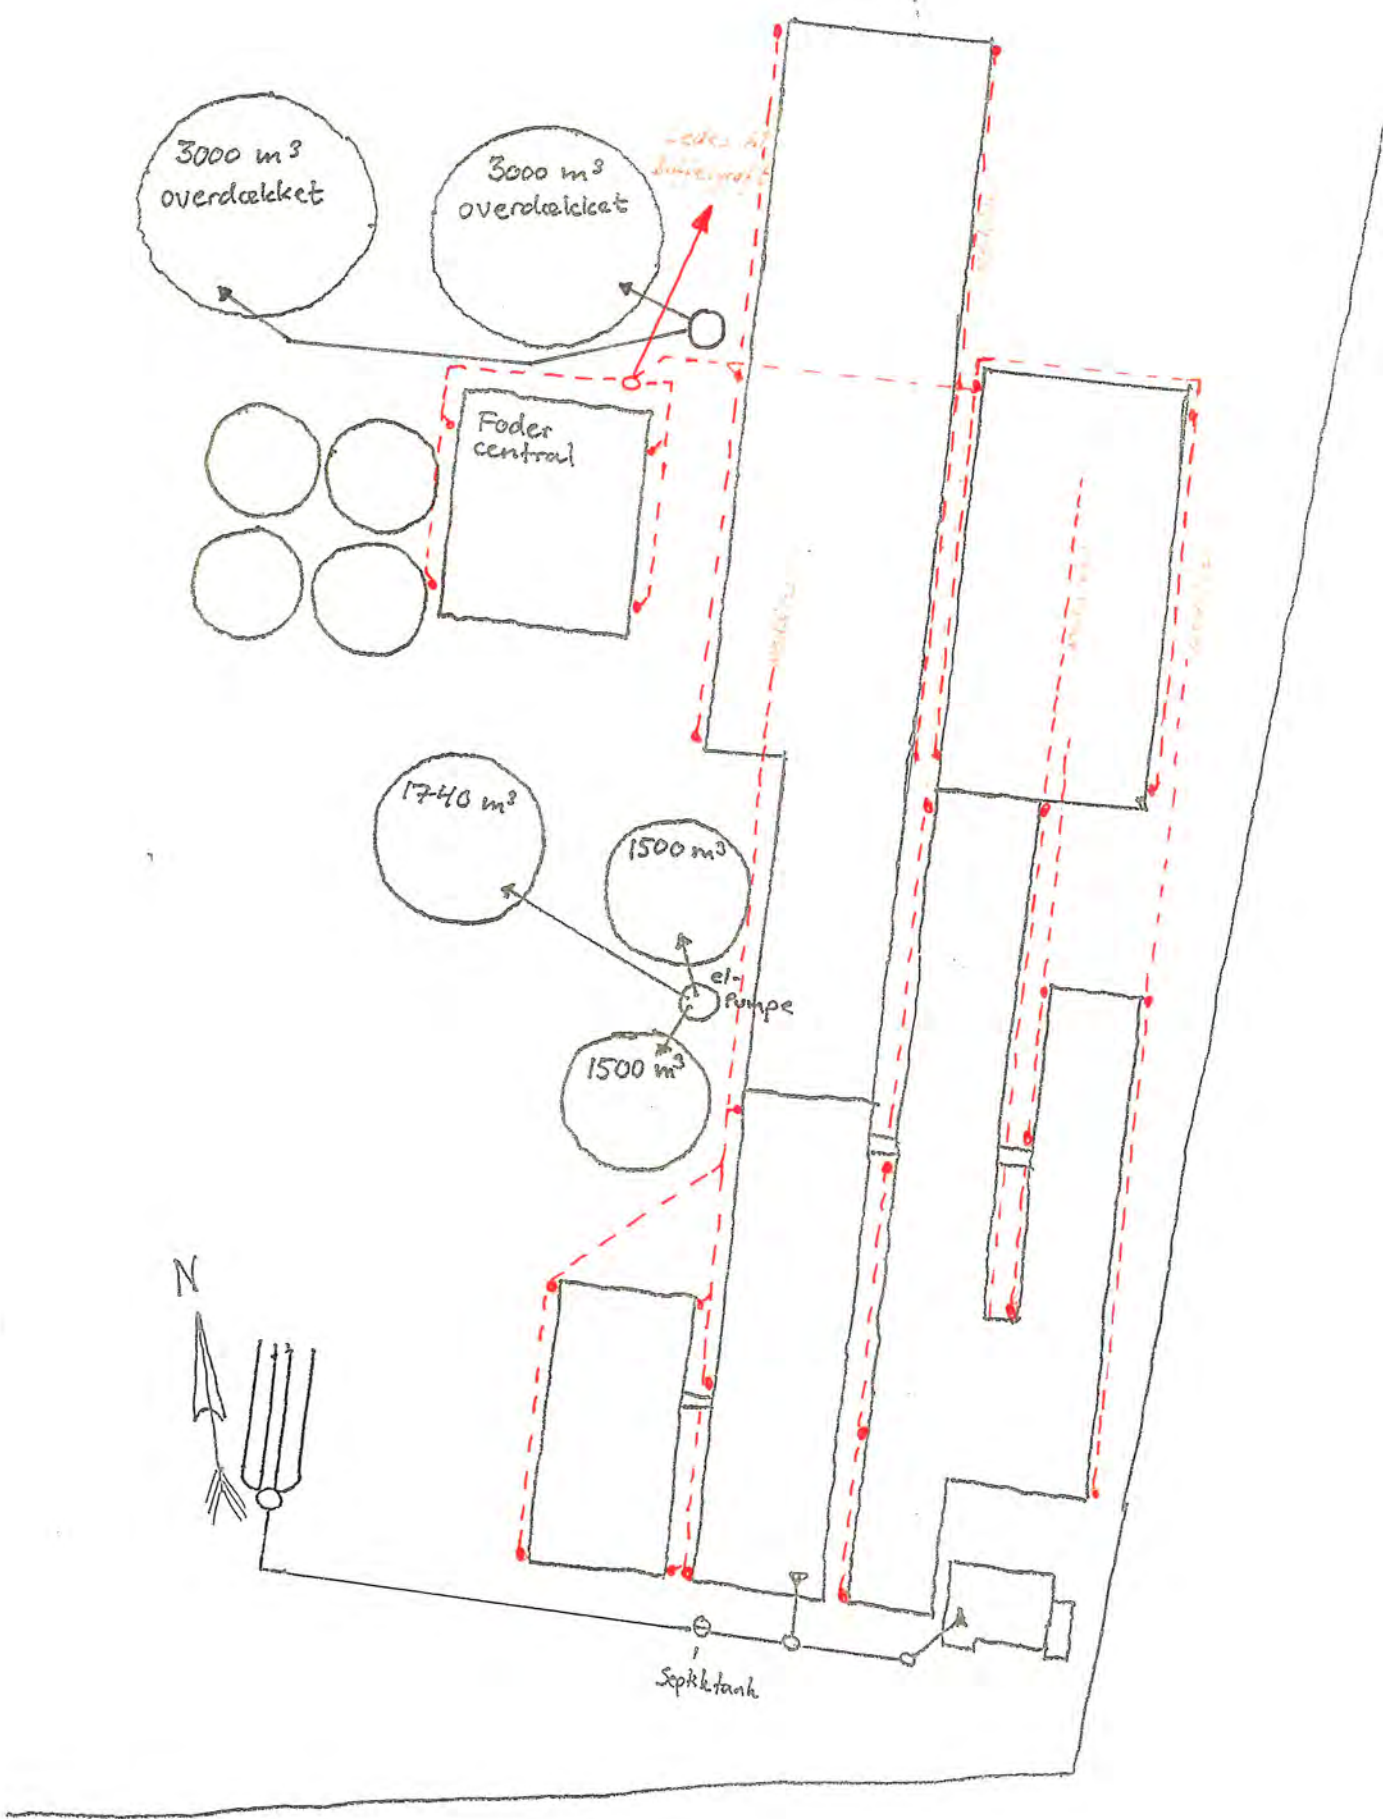 3000 m³
overdækket
3000 m³
overdækket
Foder
central
1740 m³
1500 m³
el-
Pumpe
1500 m³
N
Septiktank